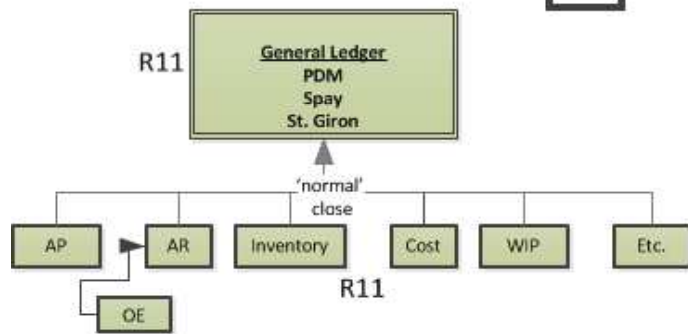 R11
General Ledger
PDM
Spay
St. Giron
'normal'
close
AP
AR
Inventory
Cost
WIP
Etc.
R11
OE